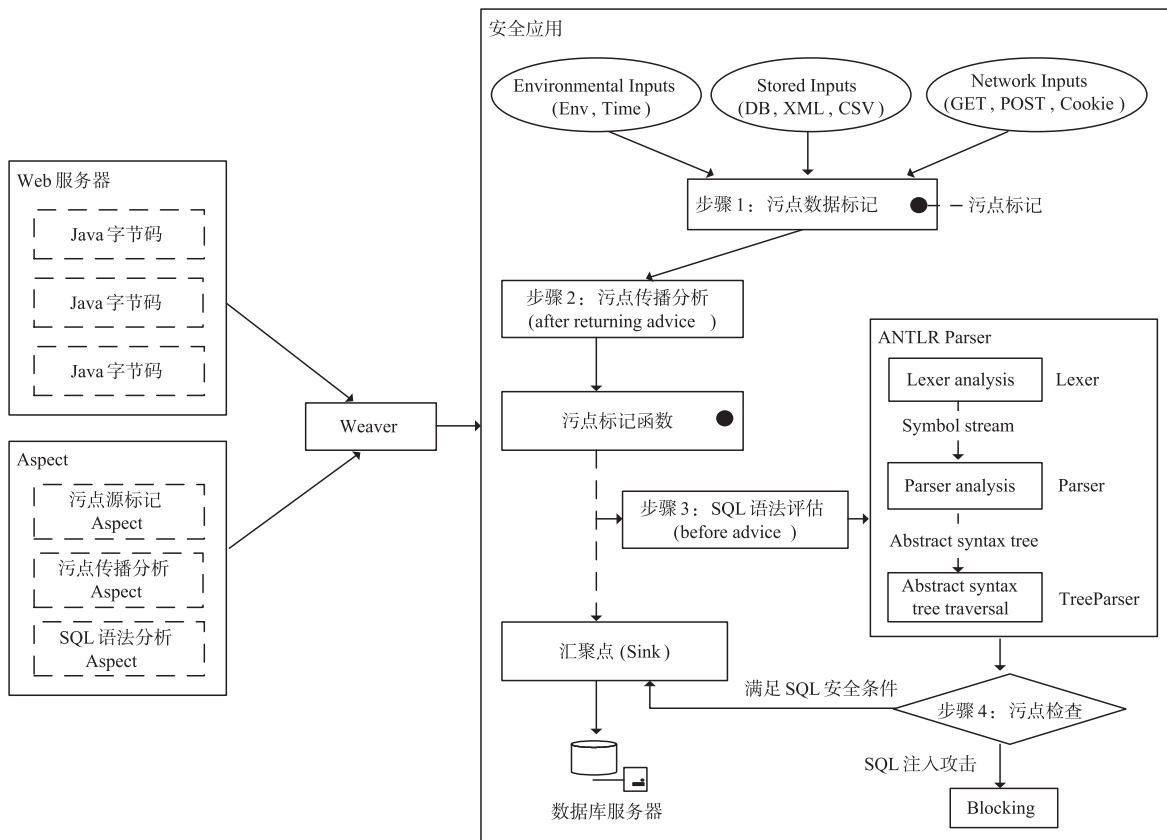 安全应用
Environmental Inputs
(Env, Time)
Stored Inputs
(DB, XML, CSV)
Network Inputs
(GET, POST, Cookie)
步骤1：污点数据标记
污点标记
Web 服务器
Java 字节码
Java 字节码
Java 字节码
Aspect
污点源标记
Aspect
污点传播分析
Aspect
SQL 语法分析
Aspect
Weaver
步骤2：污点传播分析
(after returning advice)
污点标记函数
步骤3：SQL 语法评估
(before advice)
ANTLR Parser
Lexer analysis
Lexer
Symbol stream
Parser analysis
Parser
Abstract syntax tree
Abstract syntax
tree traversal
TreeParser
汇聚点 (Sink)
满足 SQL 安全条件
步骤4：污点检查
SQL 注入攻击
Blocking
数据库服务器